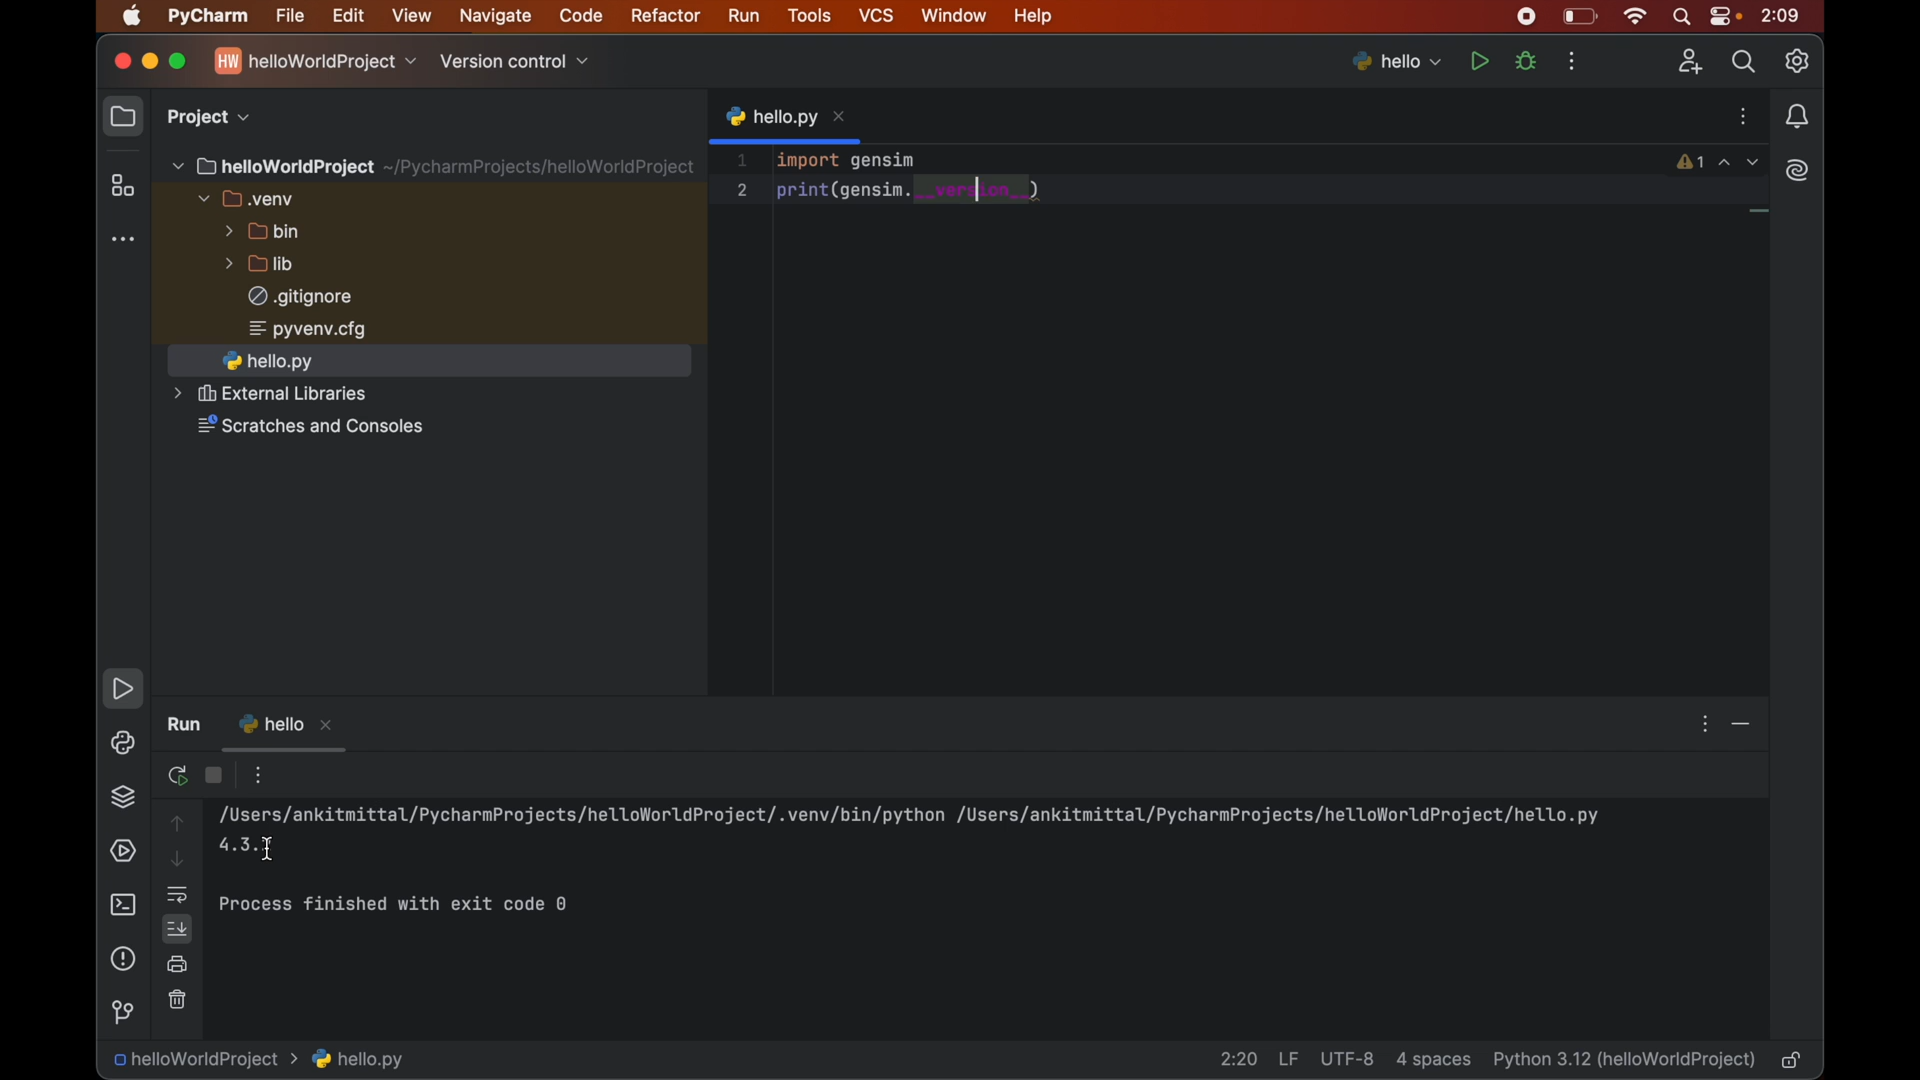 PyCharm File Edit View Navigate Code Refactor Run Tools VCS Window Help 2:09
HW helloWorldProject Version control hello
Project
helloWorldProject ~/PycharmProjects/helloWorldProject
.venv
bin
lib
.gitignore
pyvenv.cfg
hello.py
External Libraries
Scratches and Consoles
hello.py
1 import gensim
2 print(gensim.__version__)
1
Run hello
/Users/ankitmittal/PycharmProjects/helloWorldProject/.venv/bin/python /Users/ankitmittal/PycharmProjects/helloWorldProject/hello.py
4.3.
Process finished with exit code 0
helloWorldProject > hello.py 2:20 LF UTF-8 4 spaces Python 3.12 (helloWorldProject)